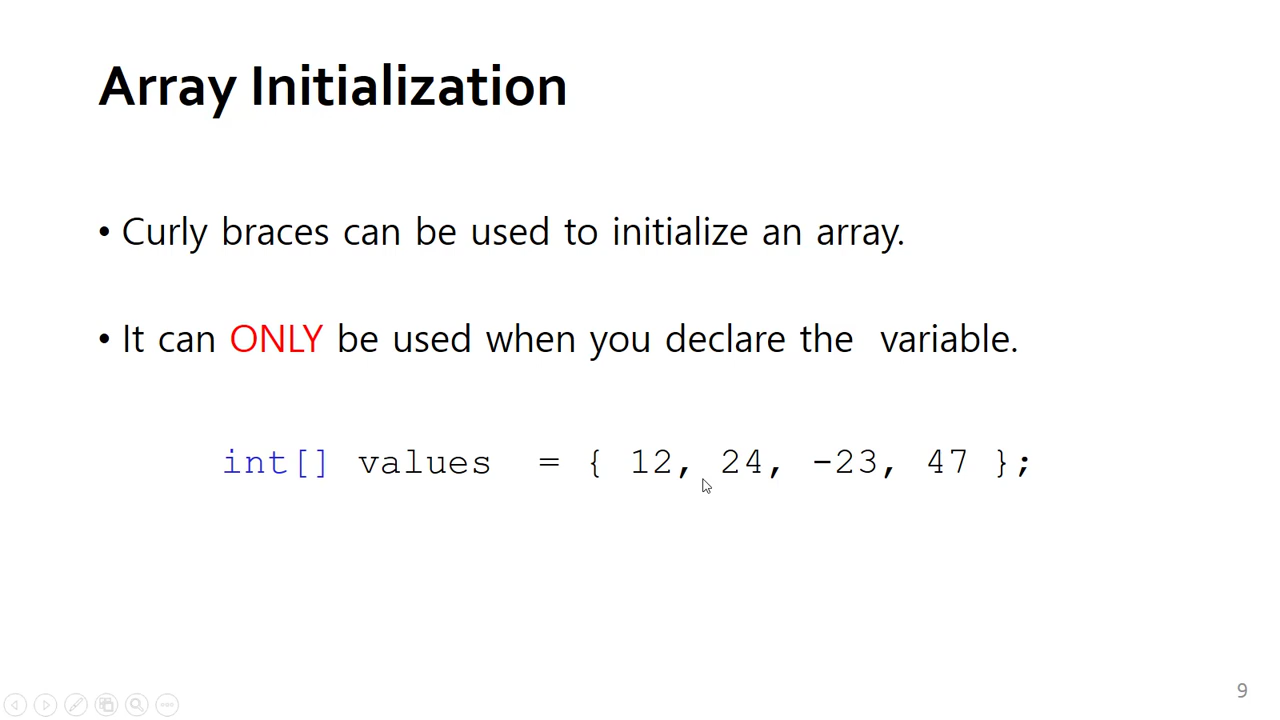 Array Initialization
• Curly braces can be used to initialize an array.
• It can ONLY be used when you declare the variable.
int[] values = { 12, 24, -23, 47 };
9